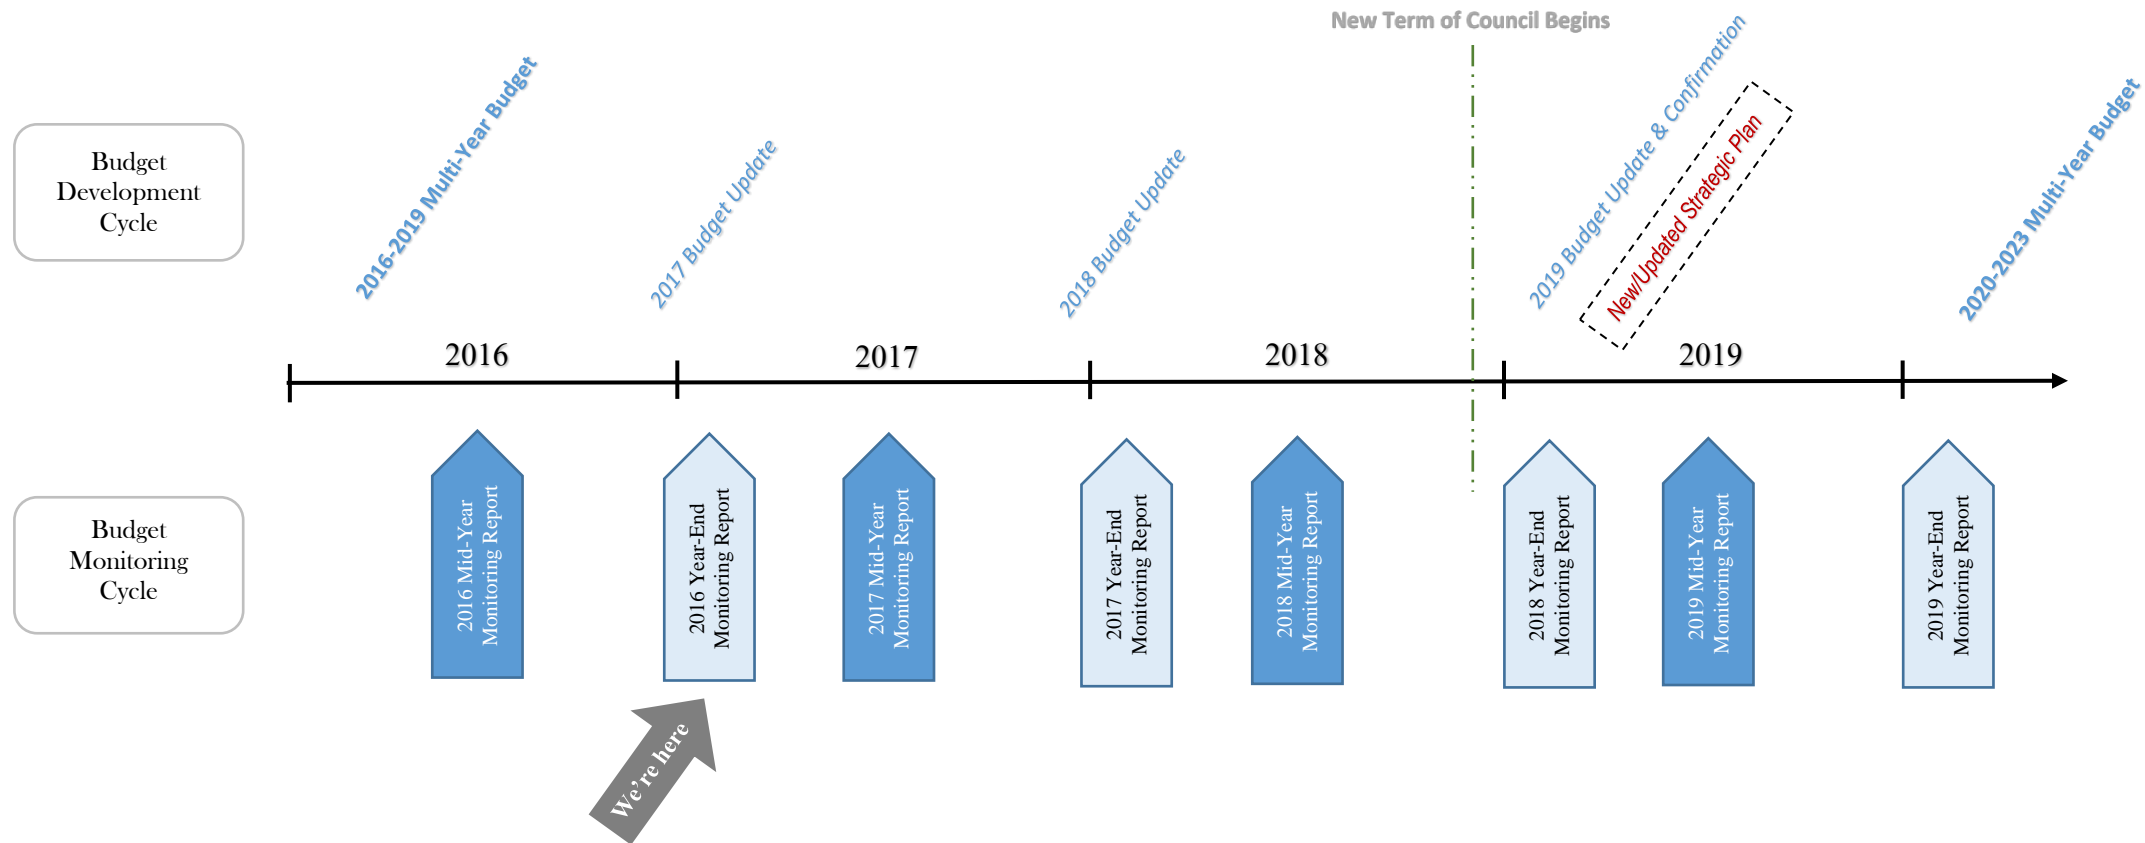 New Term of Council Begins
Budget
Development
Cycle
2016-2019 Multi-Year Budget
2017 Budget Update
2018 Budget Update
2019 Budget Update & Confirmation
New/Updated Strategic Plan
2020-2023 Multi-Year Budget
2016
2017
2018
2019
Budget
Monitoring
Cycle
2016 Mid-Year
Monitoring Report
2016 Year-End
Monitoring Report
2017 Mid-Year
Monitoring Report
2017 Year-End
Monitoring Report
2018 Mid-Year
Monitoring Report
2018 Year-End
Monitoring Report
2019 Mid-Year
Monitoring Report
2019 Year-End
Monitoring Report
We're here